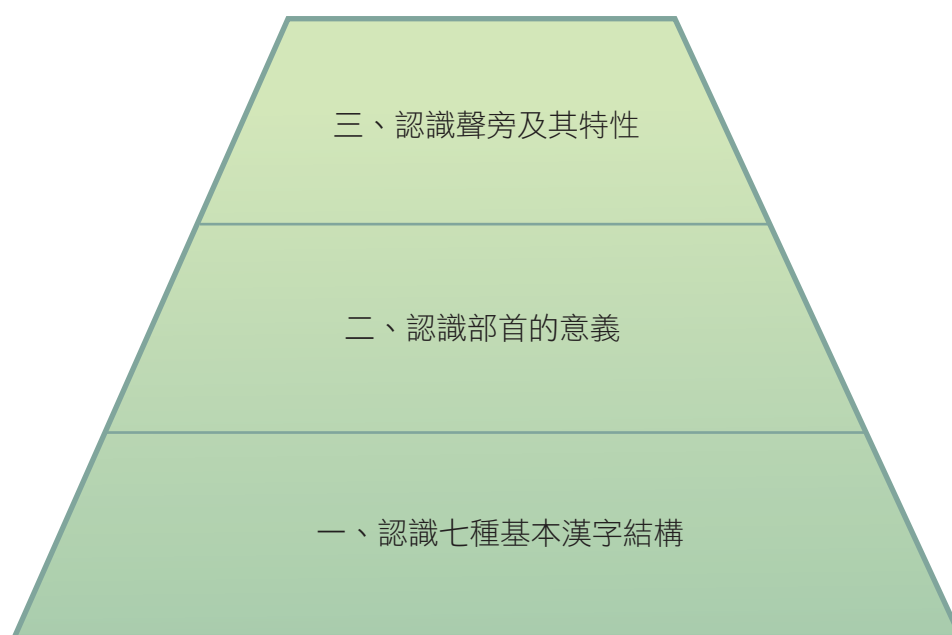 三、認識聲旁及其特性
二、認識部首的意義
一、認識七種基本漢字結構